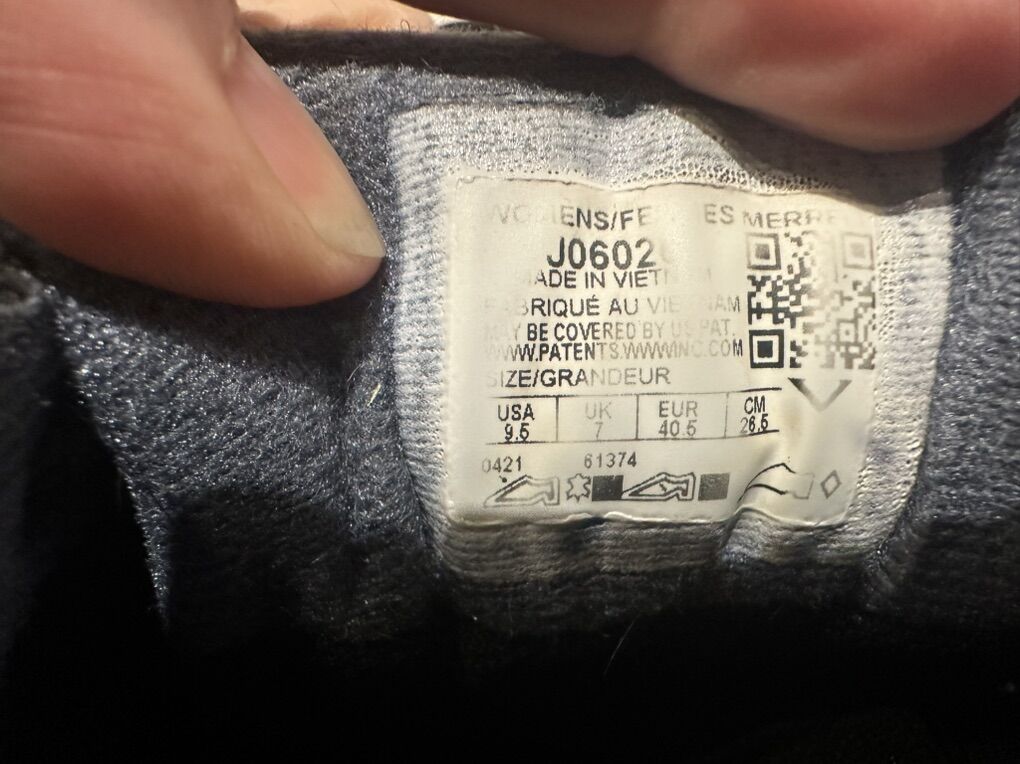 WOMENS/FEMMES MERRELL
MADE IN VIETNAM
FABRIQUÉ AU VIETNAM
MAY BE COVERED BY US PAT.
WWW.PATENTS.WWWINC.COM
SIZE/GRANDEUR
USA UK EUR CM
9.5 7 40.5 26.5
0421 61374